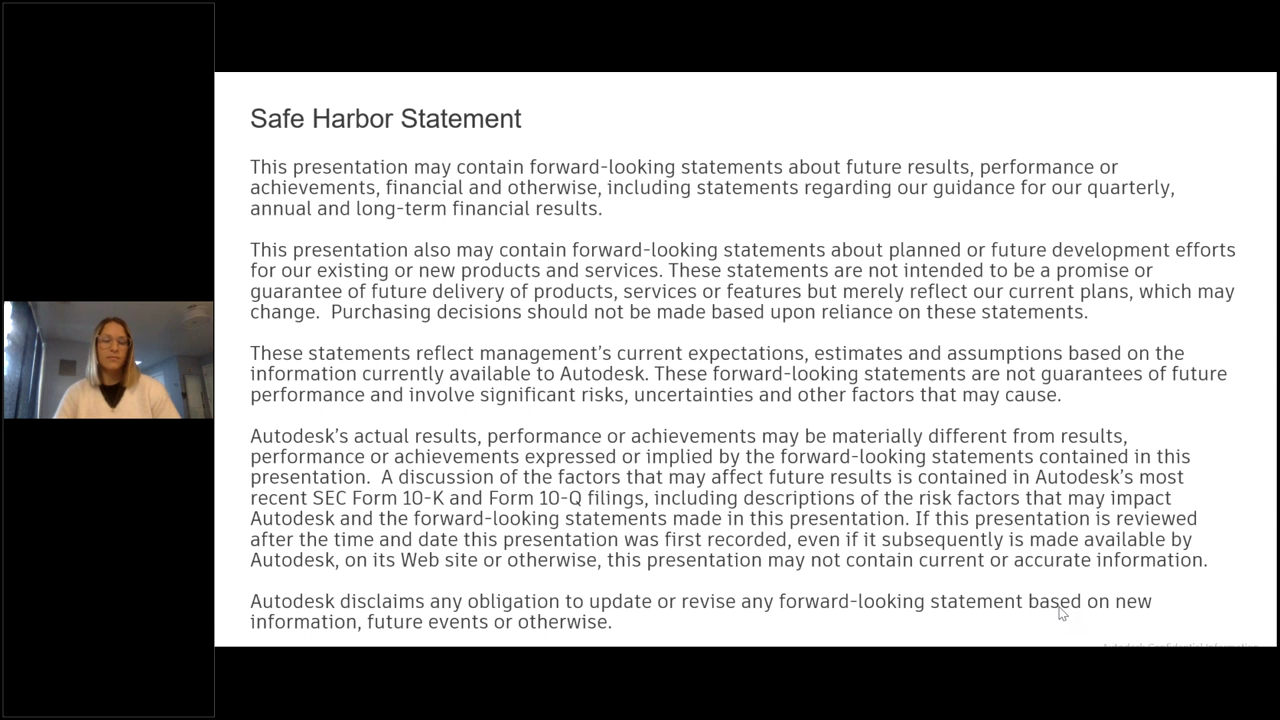 Safe Harbor Statement
This presentation may contain forward-looking statements about future results, performance or
achievements, financial and otherwise, including statements regarding our guidance for our quarterly,
annual and long-term financial results.
This presentation also may contain forward-looking statements about planned or future development efforts
for our existing or new products and services. These statements are not intended to be a promise or
guarantee of future delivery of products, services or features but merely reflect our current plans, which may
change.  Purchasing decisions should not be made based upon reliance on these statements.
These statements reflect management’s current expectations, estimates and assumptions based on the
information currently available to Autodesk. These forward-looking statements are not guarantees of future
performance and involve significant risks, uncertainties and other factors that may cause.
Autodesk’s actual results, performance or achievements may be materially different from results,
performance or achievements expressed or implied by the forward-looking statements contained in this
presentation.  A discussion of the factors that may affect future results is contained in Autodesk’s most
recent SEC Form 10-K and Form 10-Q filings, including descriptions of the risk factors that may impact
Autodesk and the forward-looking statements made in this presentation. If this presentation is reviewed
after the time and date this presentation was first recorded, even if it subsequently is made available by
Autodesk, on its Web site or otherwise, this presentation may not contain current or accurate information.
Autodesk disclaims any obligation to update or revise any forward-looking statement based on new
information, future events or otherwise.